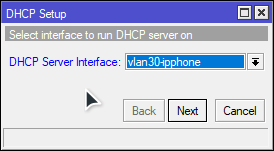 DHCP Setup
Select interface to run DHCP server on
DHCP Server Interface: vlan30-ipphone
Back Next Cancel